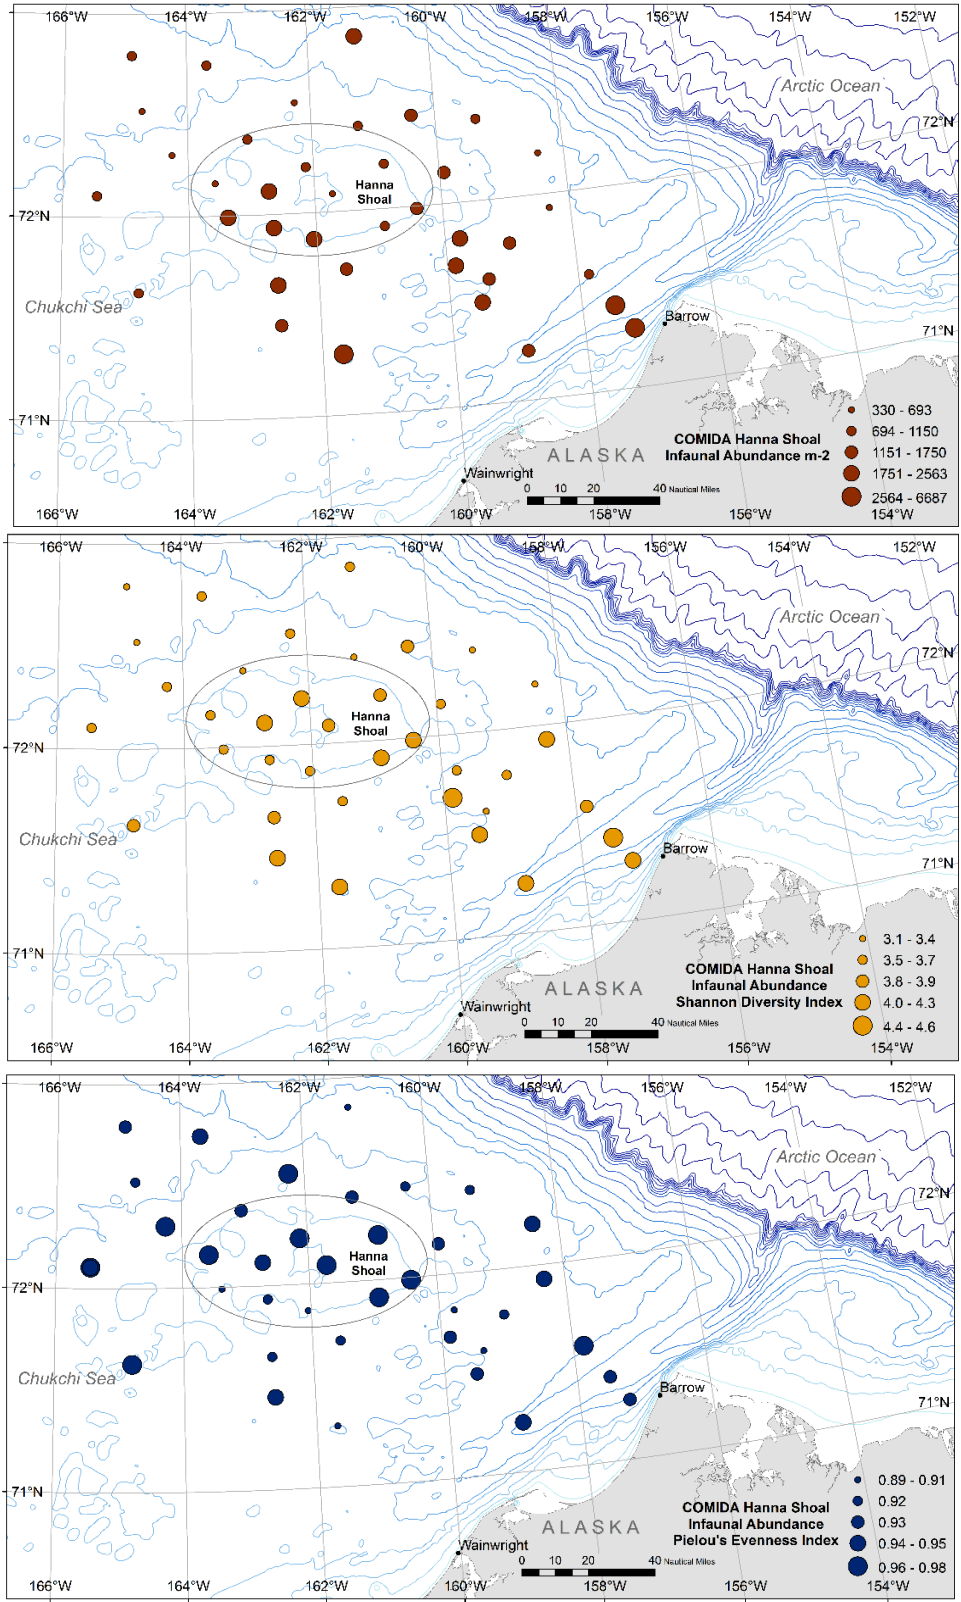 166°W 164°W 162°W 160°W 158°W 156°W 154°W 152°W
Arctic Ocean
72°N
Hanna
Shoal
72°N
Chukchi Sea
Barrow
71°N
71°N
ALASKA
Wainwright
COMIDA Hanna Shoal
Infaunal Abundance m-2
330 - 693
694 - 1150
1151 - 1750
1751 - 2563
2564 - 6687
0 10 20 40 Nautical Miles
166°W 164°W 162°W 160°W 158°W 156°W 154°W
166°W 164°W 162°W 160°W 158°W 156°W 154°W 152°W
Arctic Ocean
72°N
Hanna
Shoal
72°N
Chukchi Sea
Barrow
71°N
71°N
ALASKA
Wainwright
COMIDA Hanna Shoal
Infaunal Abundance
Shannon Diversity Index
3.1 - 3.4
3.5 - 3.7
3.8 - 3.9
4.0 - 4.3
4.4 - 4.6
0 10 20 40 Nautical Miles
166°W 164°W 162°W 160°W 158°W 156°W 154°W
166°W 164°W 162°W 160°W 158°W 156°W 154°W 152°W
Arctic Ocean
72°N
Hanna
Shoal
72°N
Chukchi Sea
Barrow
71°N
71°N
ALASKA
Wainwright
COMIDA Hanna Shoal
Infaunal Abundance
Pielou's Evenness Index
0.89 - 0.91
0.92
0.93
0.94 - 0.95
0.96 - 0.98
0 10 20 40 Nautical Miles
166°W 164°W 162°W 160°W 158°W 156°W 154°W